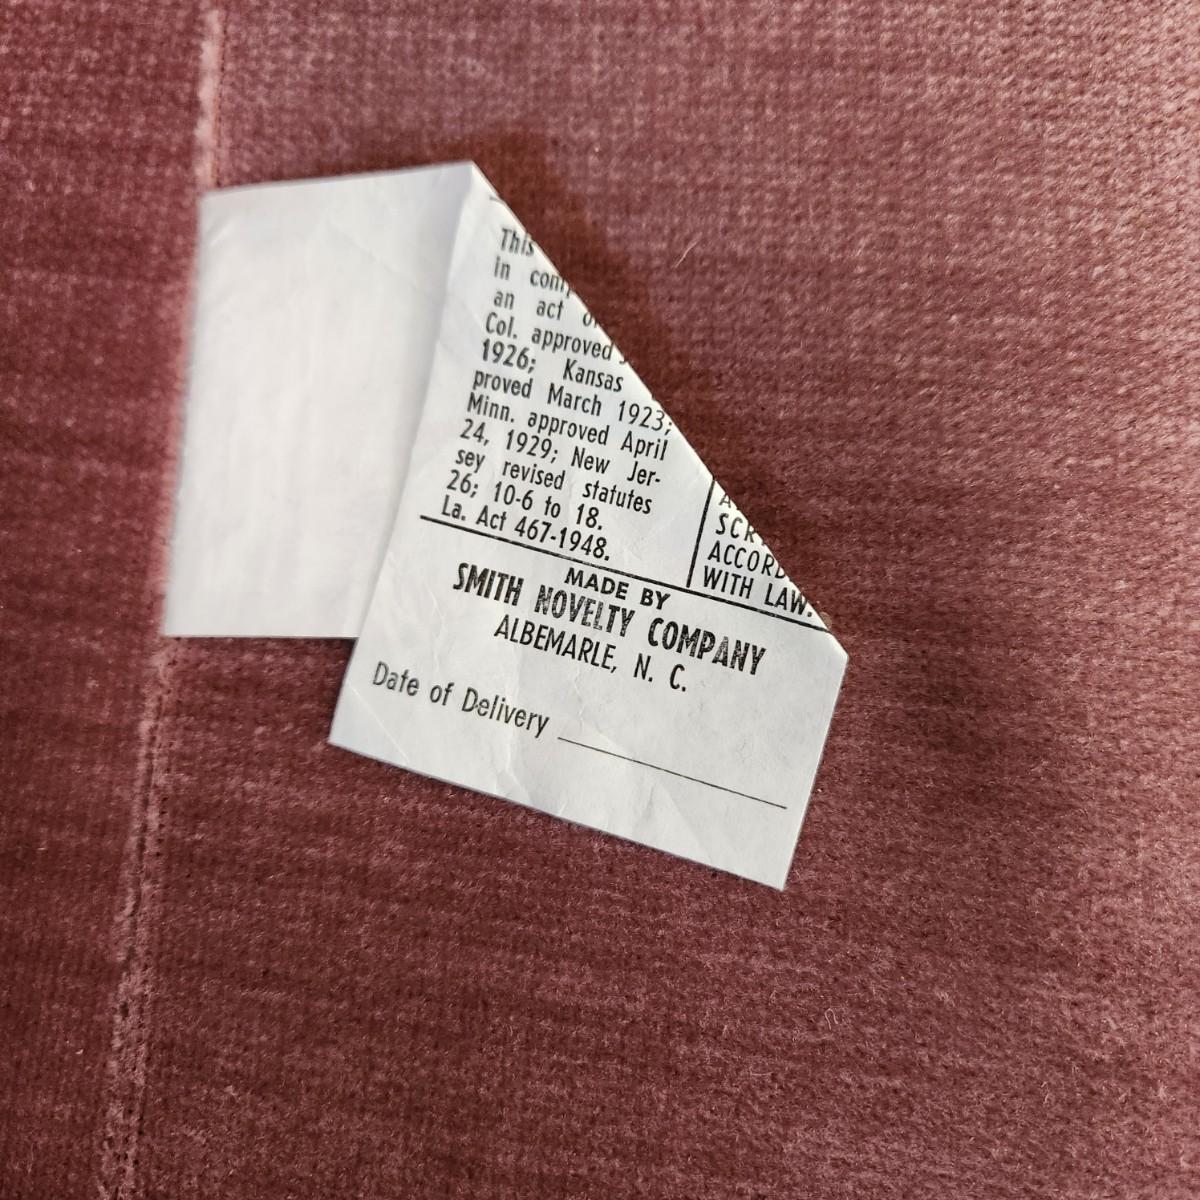 This
in
an act
Col. approved
1926; Kansas
proved March 1923;
Minn. approved April
24, 1929; New Jer-
sey revised statutes
26; 10-6 to 18.
La. Act 467-1948.
WITH LAW.
MADE BY
SMITH NOVELTY COMPANY
ALBEMARLE, N. C.
Date of Delivery